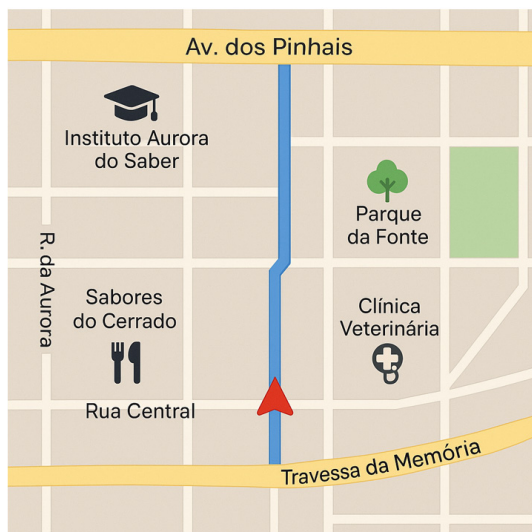 Av. dos Pinhais
Instituto Aurora
do Saber
Parque
da Fonte
R. da Aurora
Sabores
do Cerrado
Clínica
Veterinária
Rua Central
Travessa da Memória